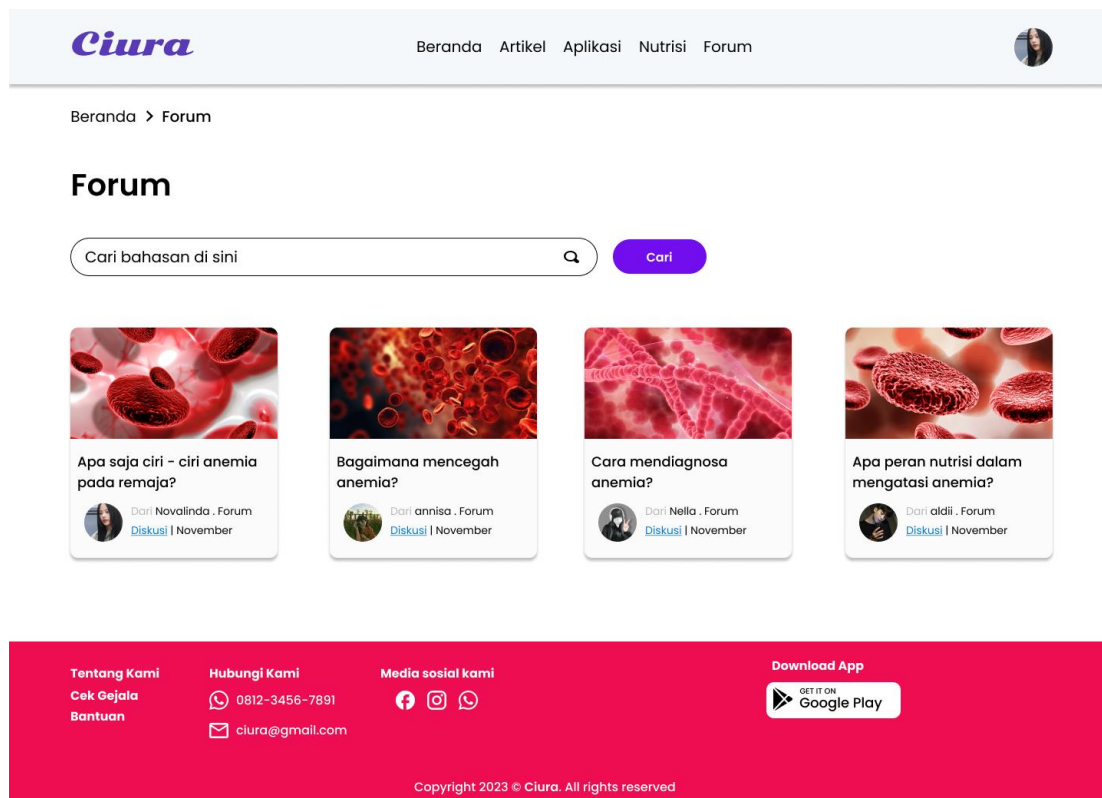 Ciura
Beranda Artikel Aplikasi Nutrisi Forum
Beranda > Forum
Forum
Cari bahasan di sini
Cari
Apa saja ciri - ciri anemia
pada remaja?
Dari Novalinda . Forum
Diskusi | November
Bagaimana mencegah
anemia?
Dari annisa . Forum
Diskusi | November
Cara mendiagnosa
anemia?
Dari Nella . Forum
Diskusi | November
Apa peran nutrisi dalam
mengatasi anemia?
Dari aldii . Forum
Diskusi | November
Tentang Kami
Cek Gejala
Bantuan
Hubungi Kami
0812-3456-7891
ciura@gmail.com
Media sosial kami
Download App
GET IT ON
Google Play
Copyright 2023 © Ciura. All rights reserved